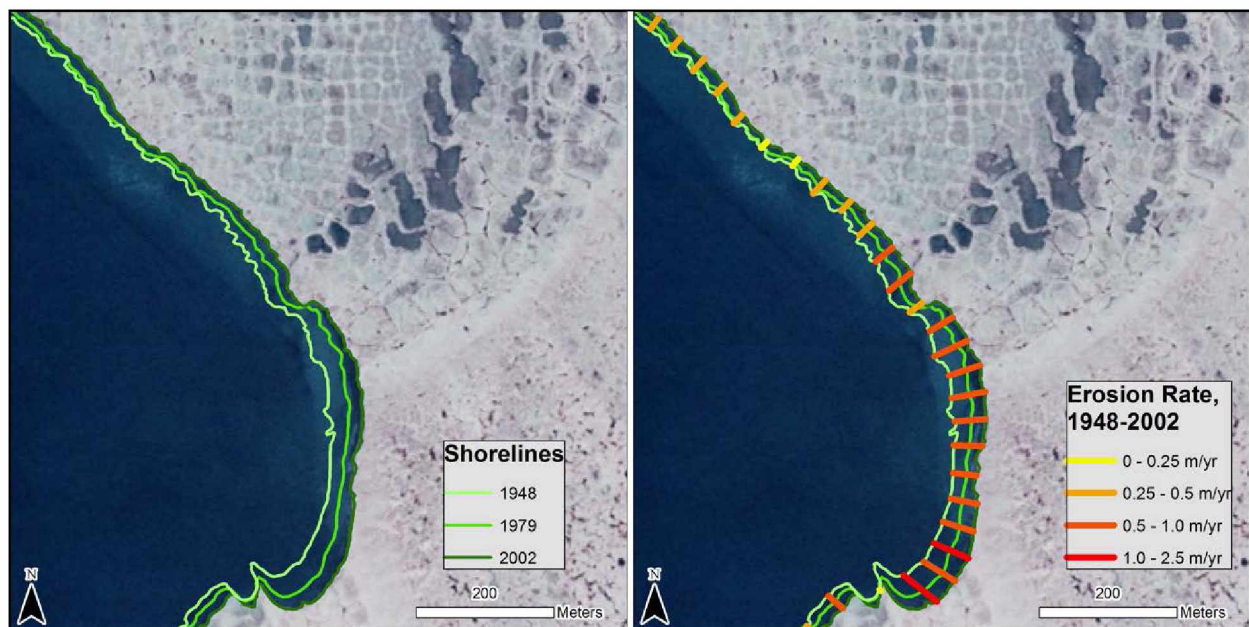 Shorelines
1948
1979
2002
N
200
Meters
Erosion Rate,
1948-2002
0 - 0.25 m/yr
0.25 - 0.5 m/yr
0.5 - 1.0 m/yr
1.0 - 2.5 m/yr
N
200
Meters